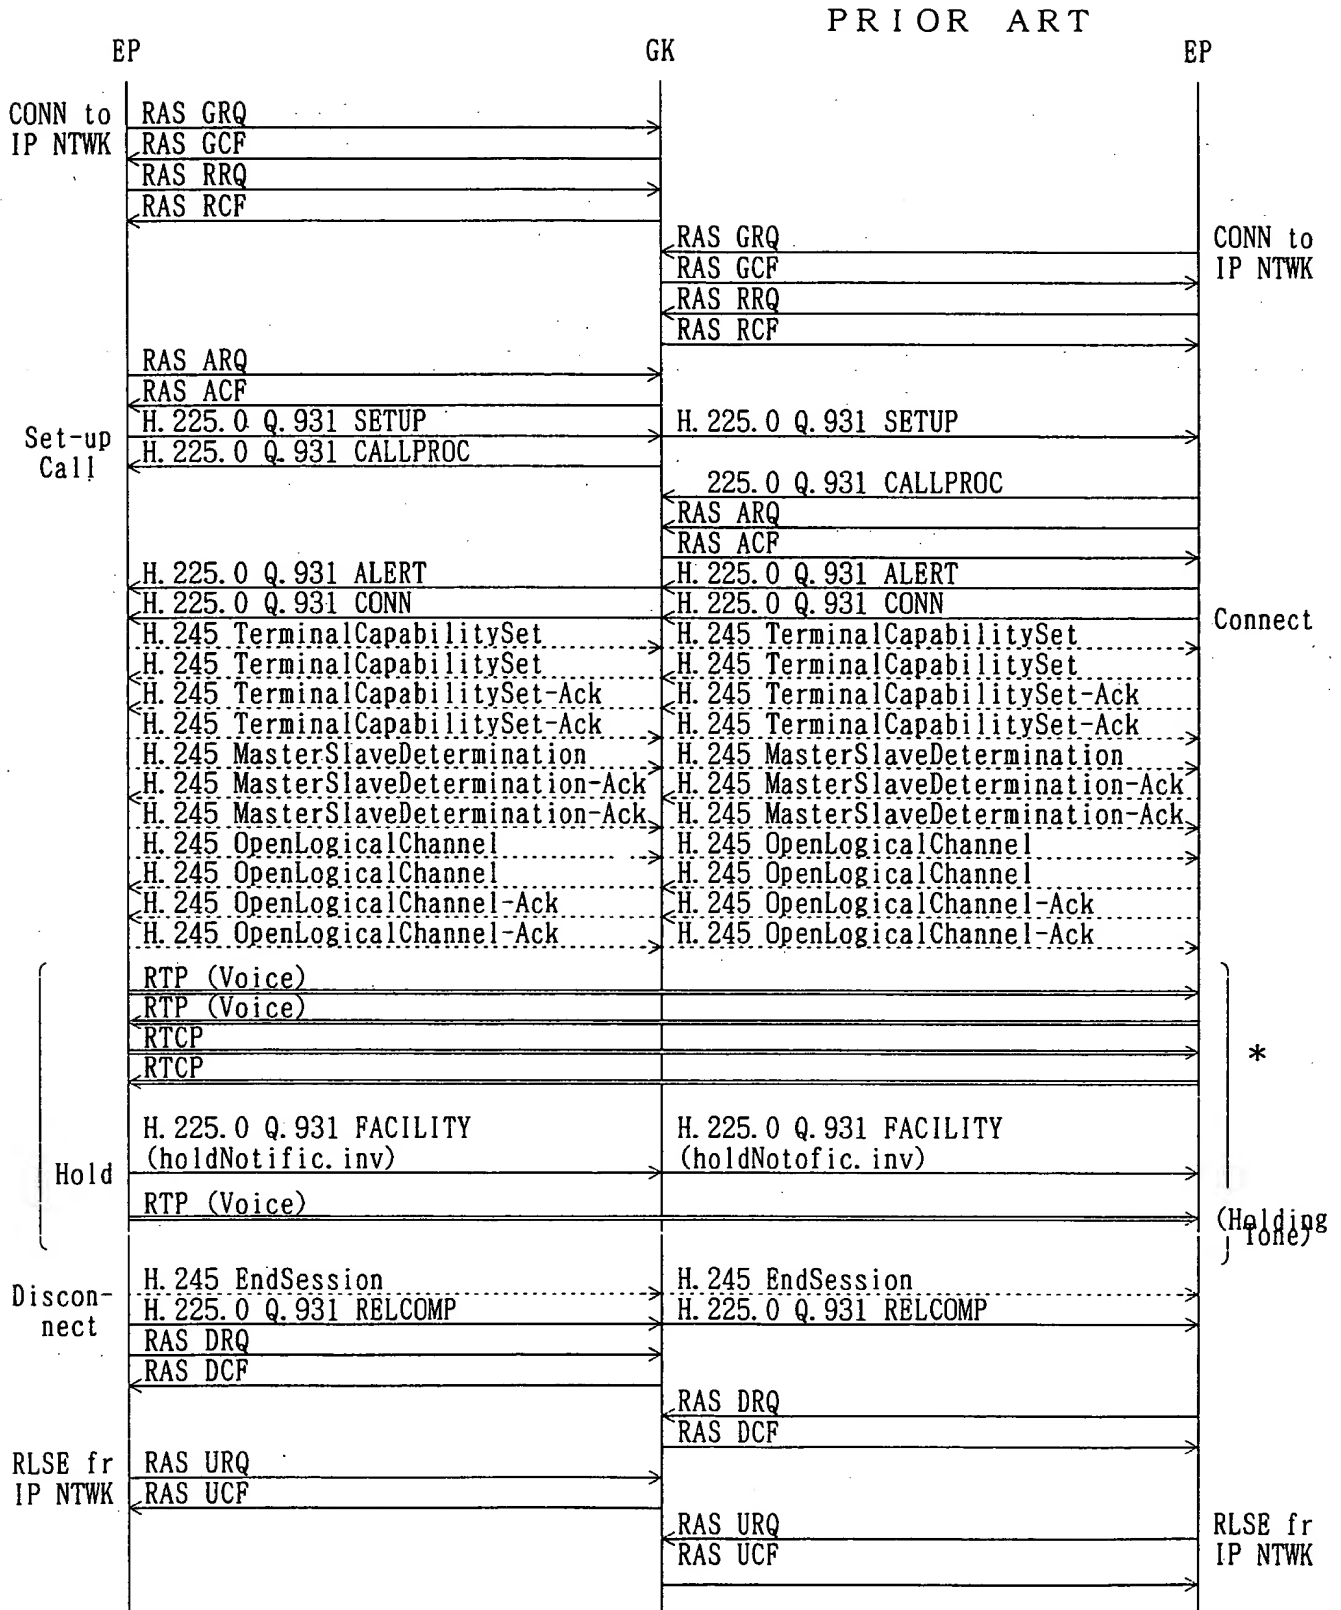 PRIOR ART
EP GK EP
CONN to RAS GRQ
IP NTWK RAS GCF
RAS RRQ
RAS RCF
RAS GRQ CONN to
RAS GCF IP NTWK
RAS RRQ
RAS RCF
RAS ARQ
RAS ACF
H.225.0 Q.931 SETUP H.225.0 Q.931 SETUP
Set-up
Call H.225.0 Q.931 CALLPROC
225.0 Q.931 CALLPROC
RAS ARQ
RAS ACF
H.225.0 Q.931 ALERT H.225.0 Q.931 ALERT
H.225.0 Q.931 CONN H.225.0 Q.931 CONN Connect
H.245 TerminalCapabilitySet H.245 TerminalCapabilitySet
H.245 TerminalCapabilitySet H.245 TerminalCapabilitySet
H.245 TerminalCapabilitySet-Ack H.245 TerminalCapabilitySet-Ack
H.245 TerminalCapabilitySet-Ack H.245 TerminalCapabilitySet-Ack
H.245 MasterSlaveDetermination H.245 MasterSlaveDetermination
H.245 MasterSlaveDetermination-Ack H.245 MasterSlaveDetermination-Ack
H.245 MasterSlaveDetermination-Ack H.245 MasterSlaveDetermination-Ack
H.245 OpenLogicalChannel H.245 OpenLogicalChannel
H.245 OpenLogicalChannel H.245 OpenLogicalChannel
H.245 OpenLogicalChannel-Ack H.245 OpenLogicalChannel-Ack
H.245 OpenLogicalChannel-Ack H.245 OpenLogicalChannel-Ack
RTP (Voice)
RTP (Voice)
RTCP *
RTCP
H.225.0 Q.931 FACILITY H.225.0 Q.931 FACILITY
(holdNotific.inv) (holdNotofic.inv)
Hold
RTP (Voice) (Holding
Tone)
H.245 EndSession H.245 EndSession
Discon-
nect H.225.0 Q.931 RELCOMP H.225.0 Q.931 RELCOMP
RAS DRQ
RAS DCF
RAS DRQ
RAS DCF
RLSE fr RAS URQ
IP NTWK RAS UCF
RAS URQ RLSE fr
RAS UCF IP NTWK